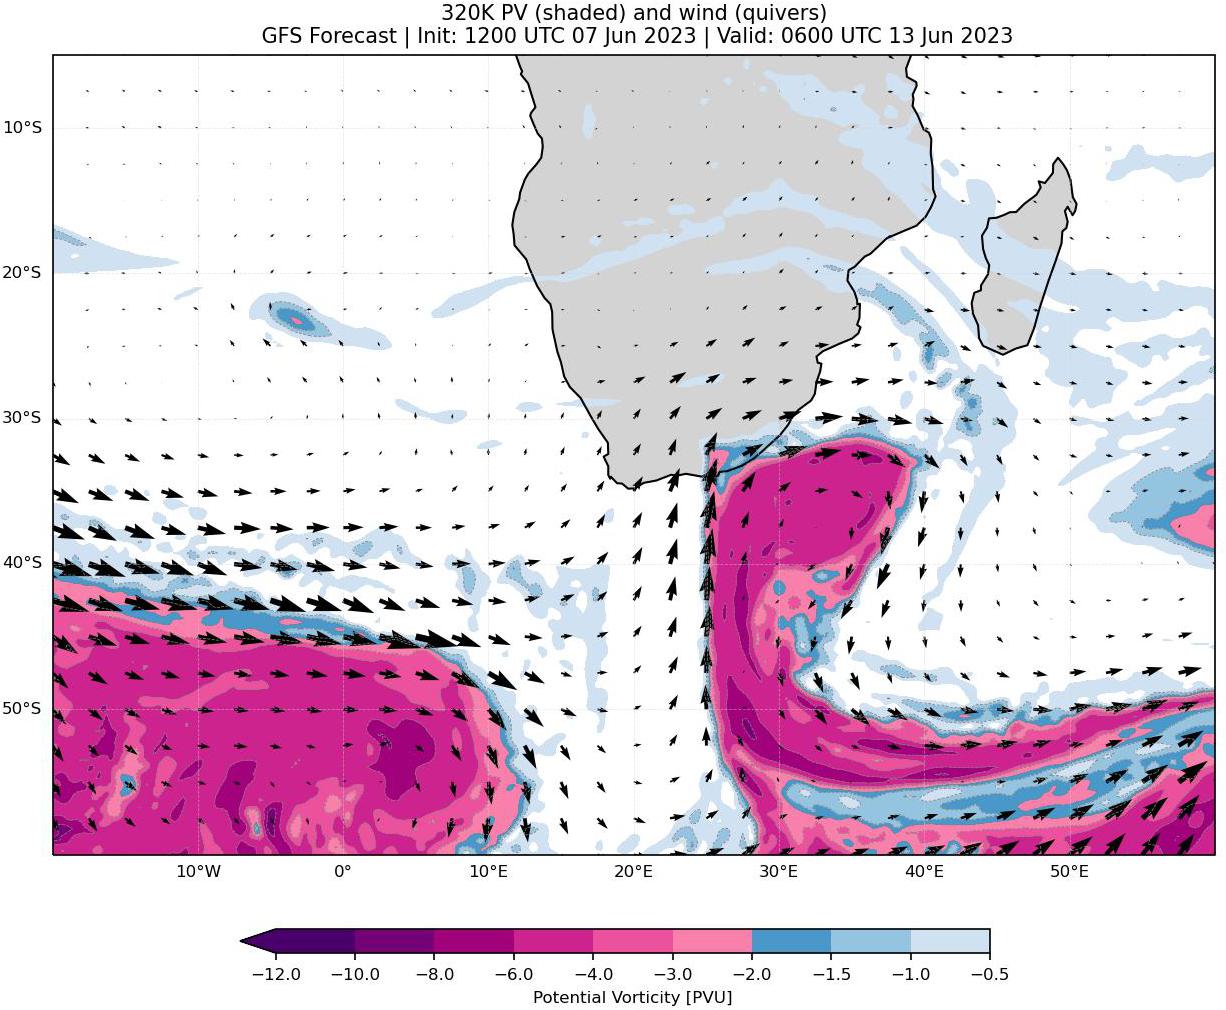 320K PV (shaded) and wind (quivers)
GFS Forecast | Init: 1200 UTC 07 Jun 2023 | Valid: 0600 UTC 13 Jun 2023
10°S
20°S
30°S
40°S
50°S
10°W 0° 10°E 20°E 30°E 40°E 50°E
−12.0 −10.0 −8.0 −6.0 −4.0 −3.0 −2.0 −1.5 −1.0 −0.5
Potential Vorticity [PVU]